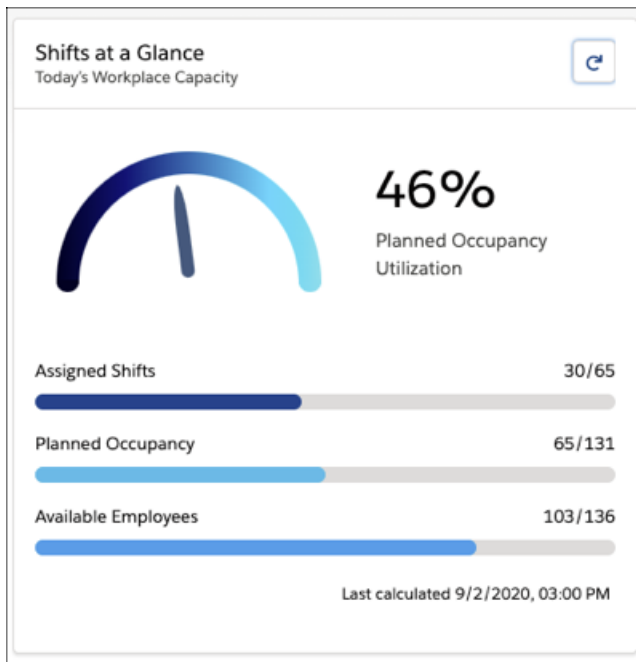 Shifts at a Glance
Today's Workplace Capacity
46%
Planned Occupancy
Utilization
Assigned Shifts 30/65
Planned Occupancy 65/131
Available Employees 103/136
Last calculated 9/2/2020, 03:00 PM